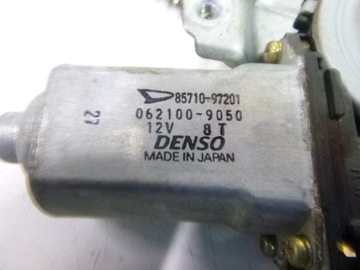 85710-97201
27
062100-9050
12V 8T
DENSO
MADE IN JAPAN